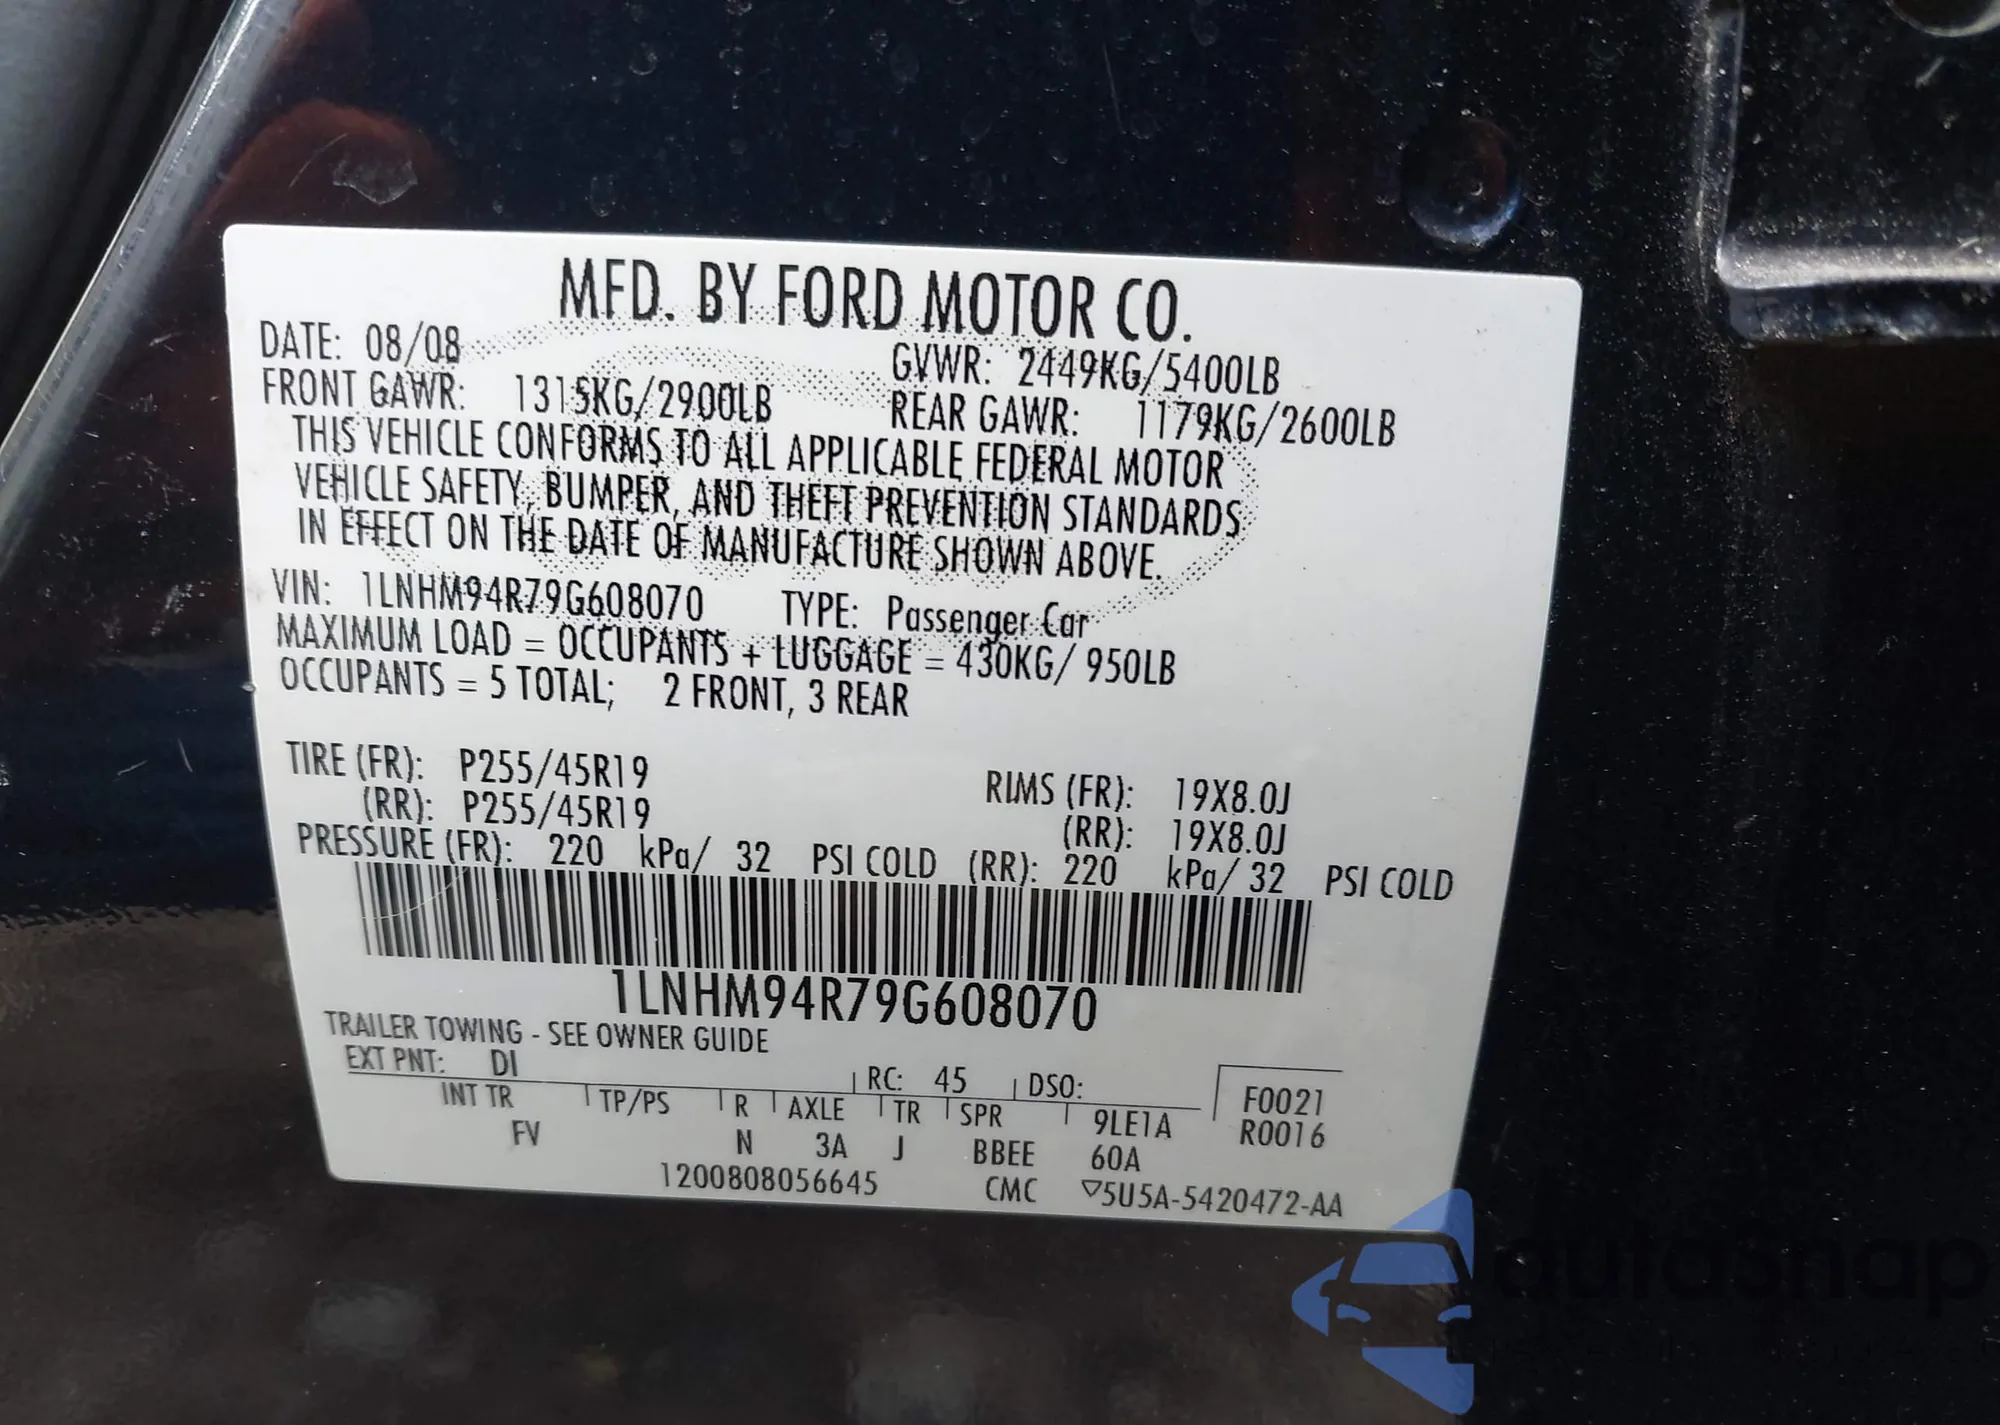 MFD. BY FORD MOTOR CO.
DATE: 08/08 GVWR: 2449KG/5400LB
FRONT GAWR: 1315KG/2900LB REAR GAWR: 1179KG/2600LB
THIS VEHICLE CONFORMS TO ALL APPLICABLE FEDERAL MOTOR
VEHICLE SAFETY, BUMPER, AND THEFT PREVENTION STANDARDS
IN EFFECT ON THE DATE OF MANUFACTURE SHOWN ABOVE.
VIN: 1LNHM94R79G608070 TYPE: Passenger Car
MAXIMUM LOAD = OCCUPANTS + LUGGAGE = 430KG/ 950LB
OCCUPANTS = 5 TOTAL; 2 FRONT, 3 REAR
TIRE (FR): P255/45R19 RIMS (FR): 19X8.0J
(RR): P255/45R19 (RR): 19X8.0J
PRESSURE (FR): 220 kPa/ 32 PSI COLD (RR): 220 kPa/ 32 PSI COLD
1LNHM94R79G608070
TRAILER TOWING - SEE OWNER GUIDE
EXT PNT: DI RC: 45 DSO: F0021
INT TR TP/PS R AXLE TR SPR 9LE1A R0016
FV N 3A J BBEE 60A
1200808056645 CMC ▽5U5A-5420472-AA
autosnap